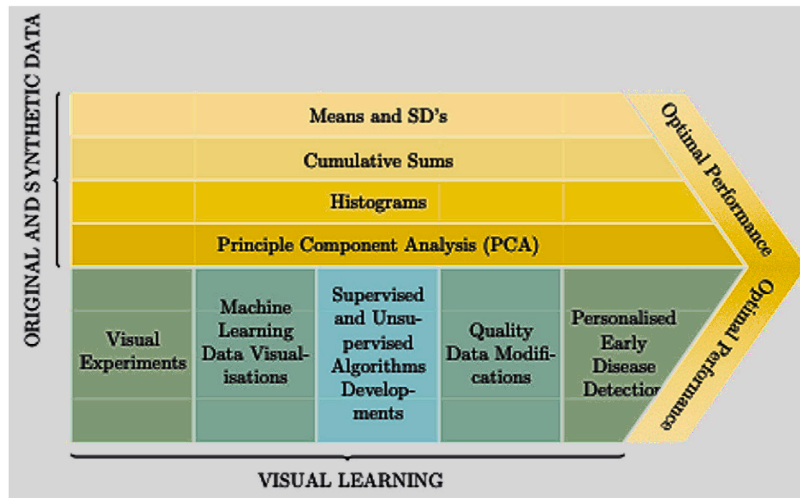 ORIGINAL AND SYNTHETIC DATA
Means and SD's
Cumulative Sums
Histograms
Principle Component Analysis (PCA)
Optimal Performance
Optimal Performance
Visual
Experiments
Machine
Learning
Data Visual-
isations
Supervised
and Unsu-
pervised
Algorithms
Develop-
ments
Quality
Data Modifi-
cations
Personalised
Early
Disease
Detection
VISUAL LEARNING